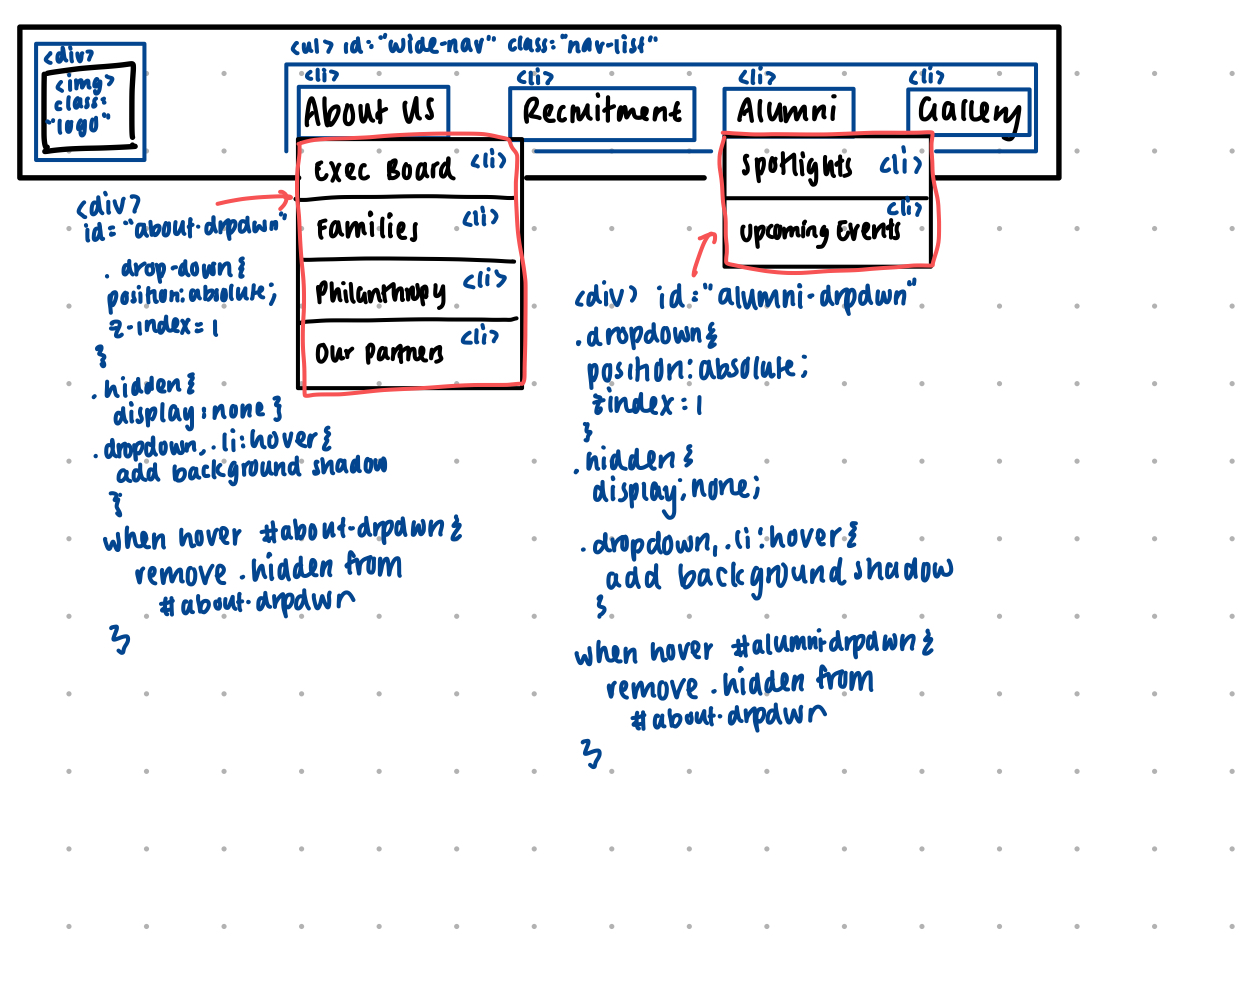 <div>
<img>
class:
"logo"
<ul> id:"wide-nav" class:"nav-list"
<li>
About Us
<li>
Recruitment
<li>
Alumni
<li>
Gallery
Exec Board <li>
Families <li>
Philanthropy <li>
Our Partners <li>
Spotlights <li>
<li>
Upcoming Events
<div>
id="about-drpdwn"
. drop-down {
position: absolute;
z-index = 1
}
.hidden {
display: none }
.dropdown, .li:hover {
add background shadow
}
when hover #about-drpdwn {
remove .hidden from
#about-drpdwn
}
<div> id="alumni-drpdwn"
.dropdown {
position: absolute;
zindex = 1
}
.hidden {
display: none;
.dropdown, .li:hover {
add background shadow
}
when hover #alumni-drpdwn {
remove .hidden from
#about-drpdwn
}